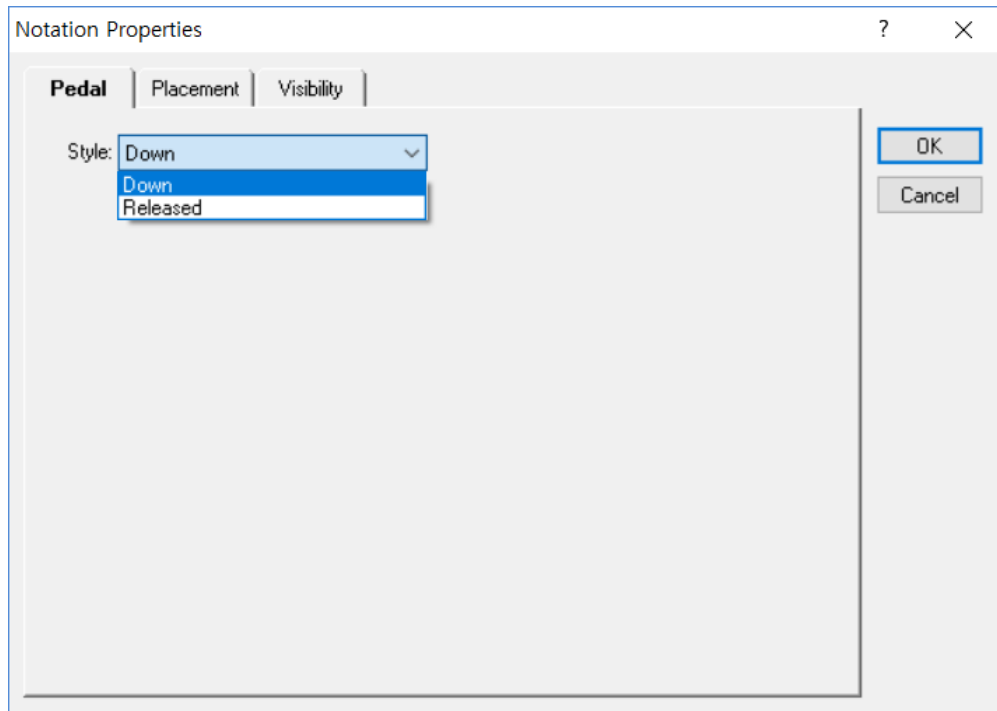 Notation Properties ?
Pedal Placement Visibility
Style: Down
Down
Released
OK
Cancel